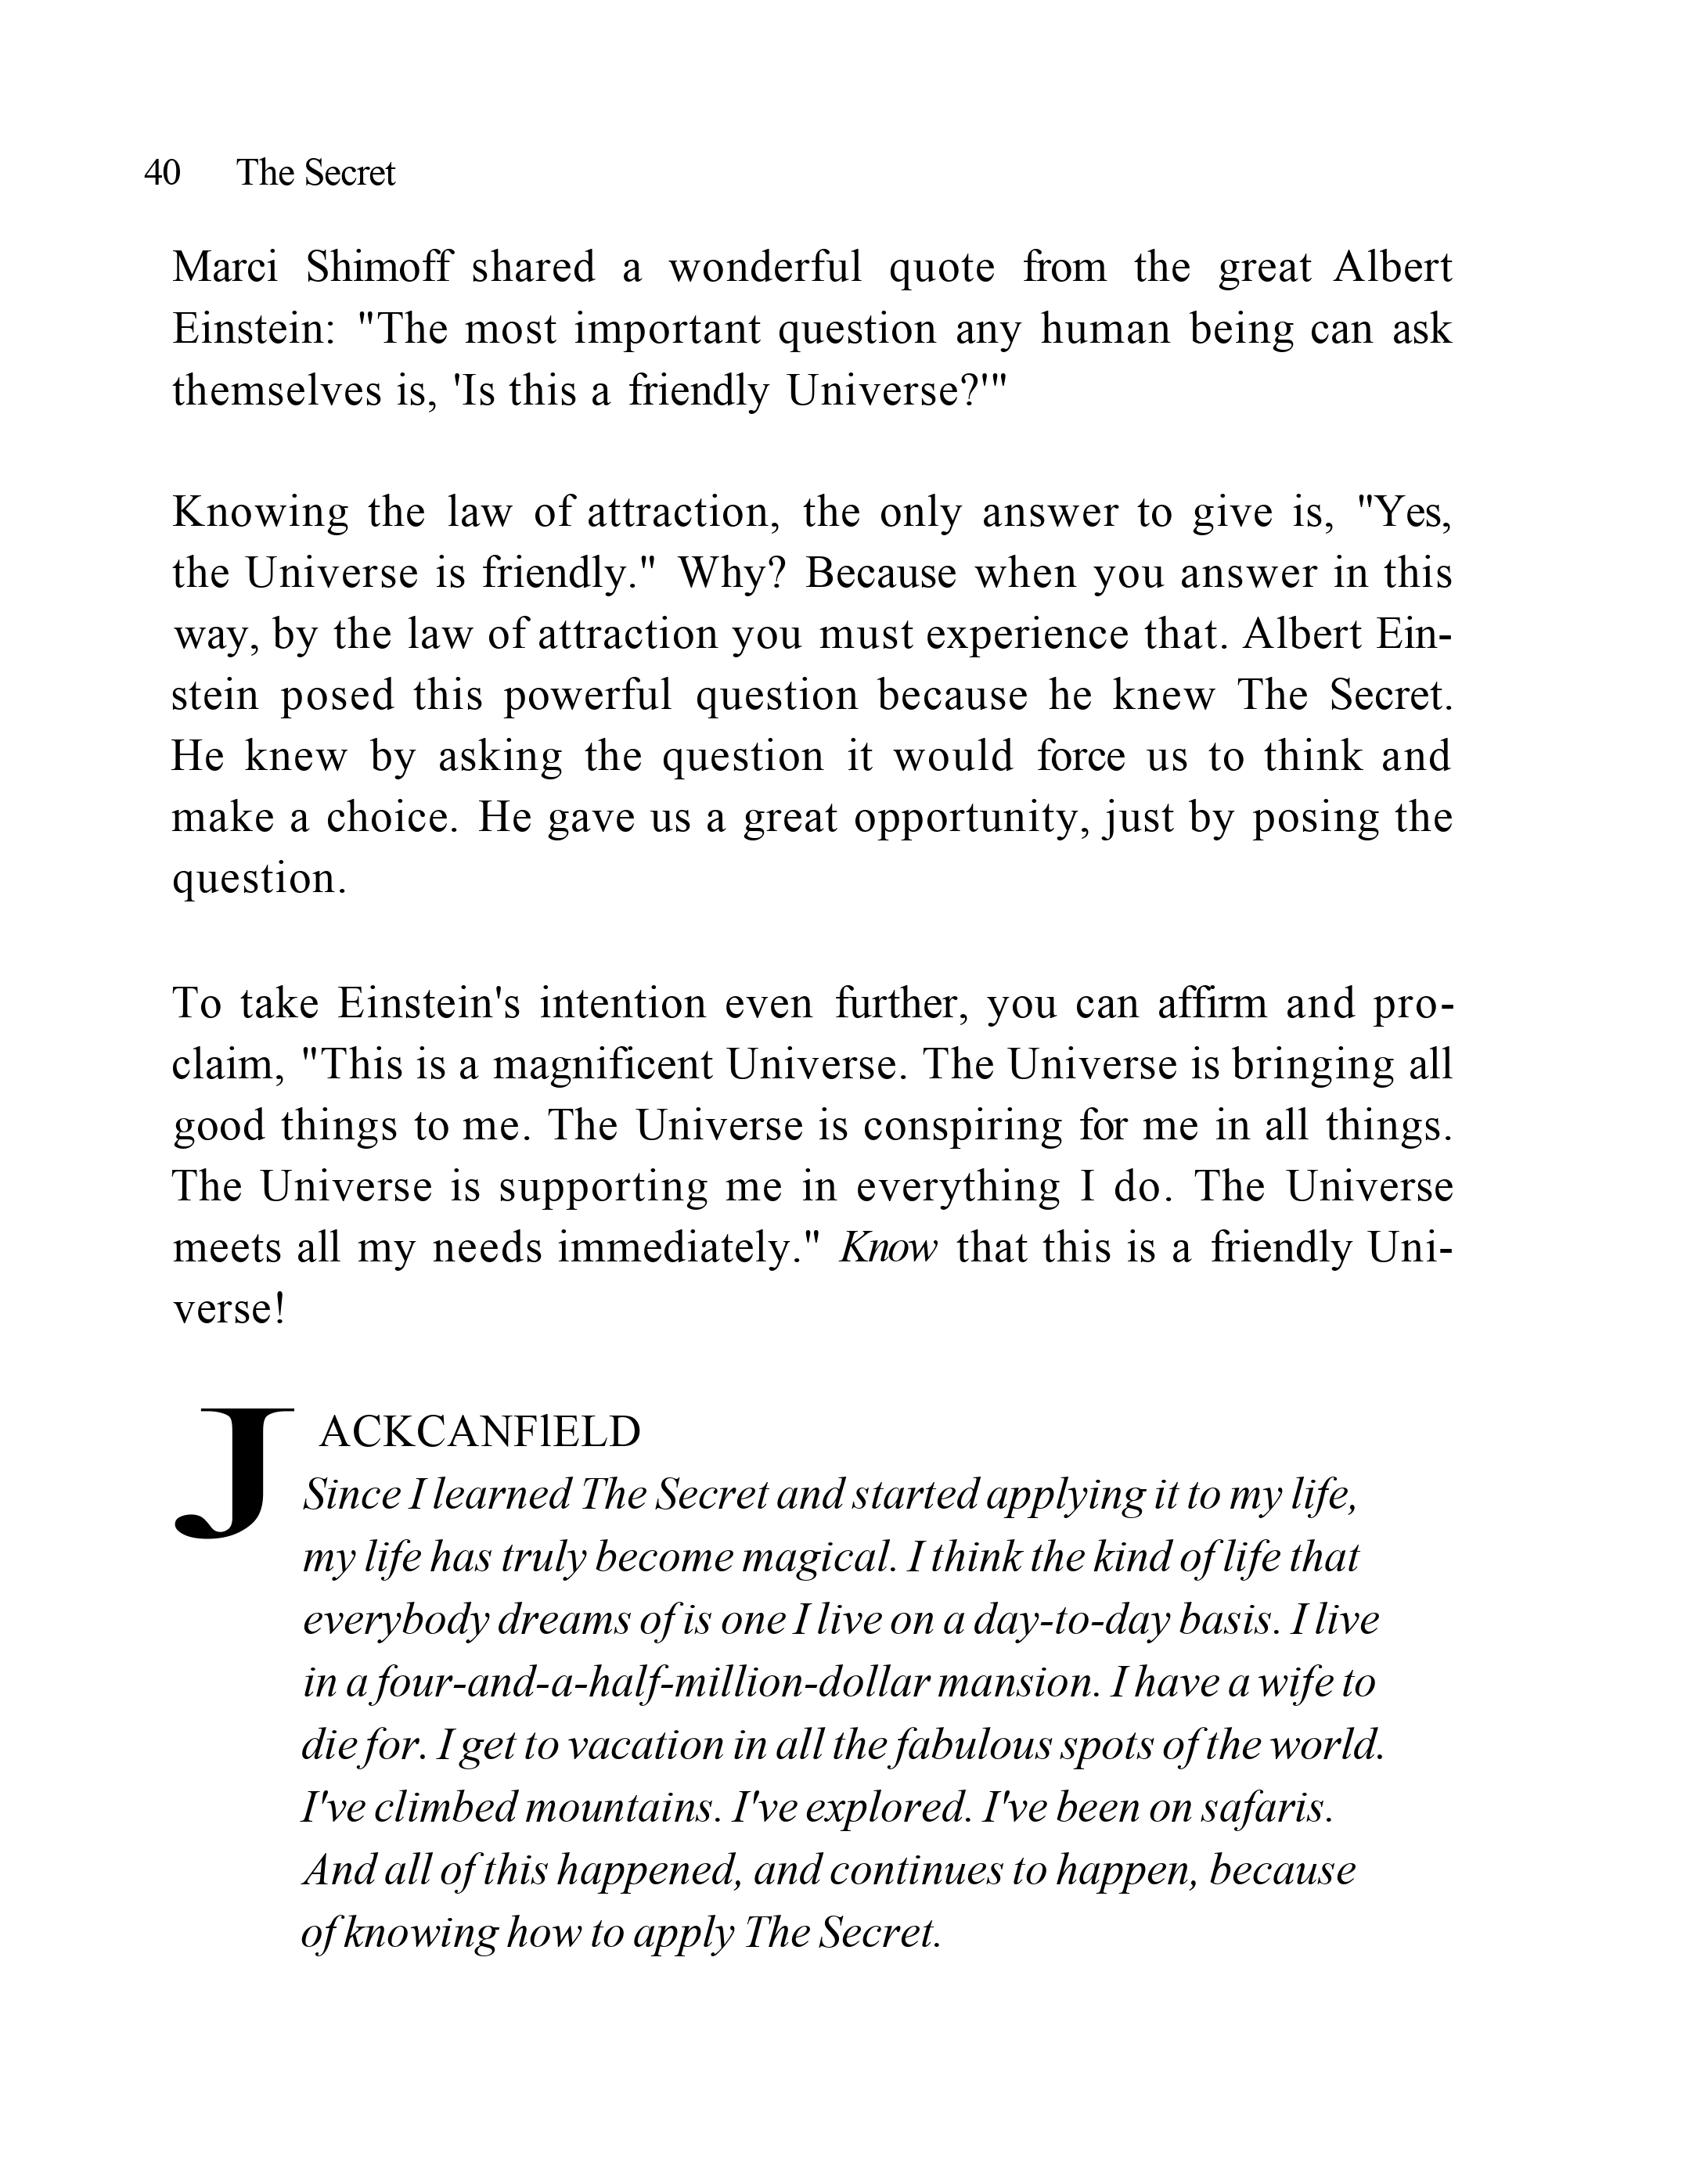 40 The Secret
Marci Shimoff shared a wonderful quote from the great Albert
Einstein: "The most important question any human being can ask
themselves is, 'Is this a friendly Universe?'"
Knowing the law of attraction, the only answer to give is, "Yes,
the Universe is friendly." Why? Because when you answer in this
way, by the law of attraction you must experience that. Albert Ein-
stein posed this powerful question because he knew The Secret.
He knew by asking the question it would force us to think and
make a choice. He gave us a great opportunity, just by posing the
question.
To take Einstein's intention even further, you can affirm and pro-
claim, "This is a magnificent Universe. The Universe is bringing all
good things to me. The Universe is conspiring for me in all things.
The Universe is supporting me in everything I do. The Universe
meets all my needs immediately." Know that this is a friendly Uni-
verse!
JACKCANFlELD
Since I learned The Secret and started applying it to my life,
my life has truly become magical. I think the kind of life that
everybody dreams of is one I live on a day-to-day basis. I live
in a four-and-a-half-million-dollar mansion. I have a wife to
die for. I get to vacation in all the fabulous spots of the world.
I've climbed mountains. I've explored. I've been on safaris.
And all of this happened, and continues to happen, because
of knowing how to apply The Secret.